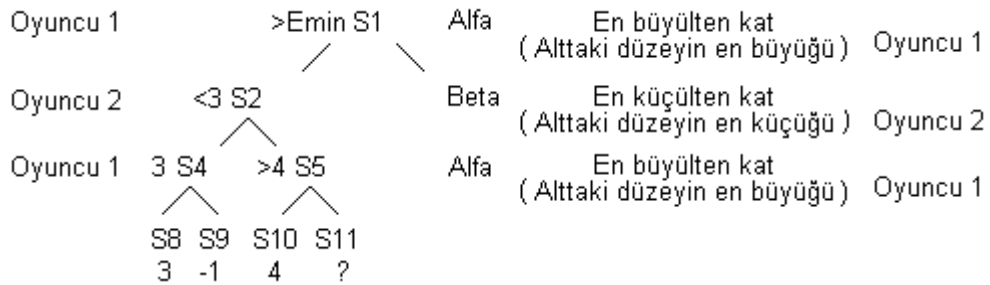 Oyuncu 1 >Emin S1 Alfa En büyülten kat
( Alttaki düzeyin en büyüğü ) Oyuncu 1
Oyuncu 2 <3 S2 Beta En küçülten kat
( Alttaki düzeyin en küçüğü ) Oyuncu 2
Oyuncu 1 3 S4 >4 S5 Alfa En büyülten kat
( Alttaki düzeyin en büyüğü ) Oyuncu 1
S8 S9 S10 S11
3 -1 4 ?